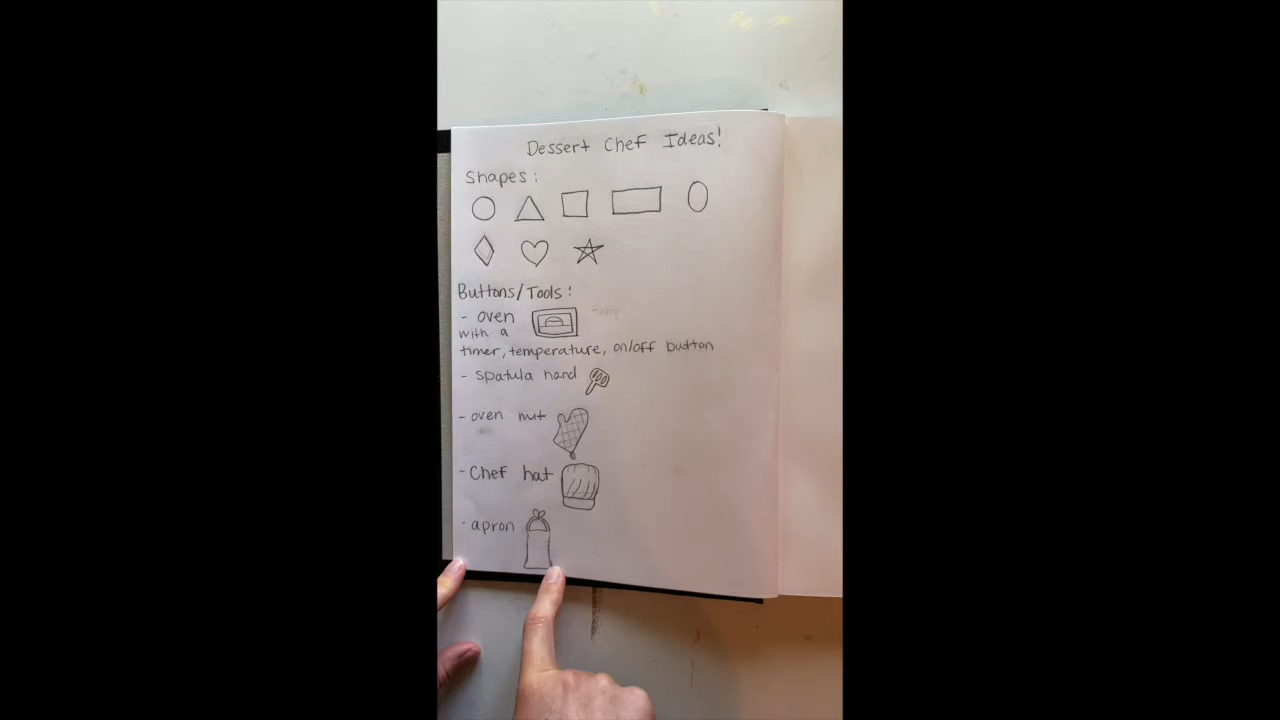 Dessert Chef Ideas!
Shapes:
Buttons/Tools:
- oven
with a
timer, temperature, on/off button
- spatula hand
- oven mit
- Chef hat
- apron